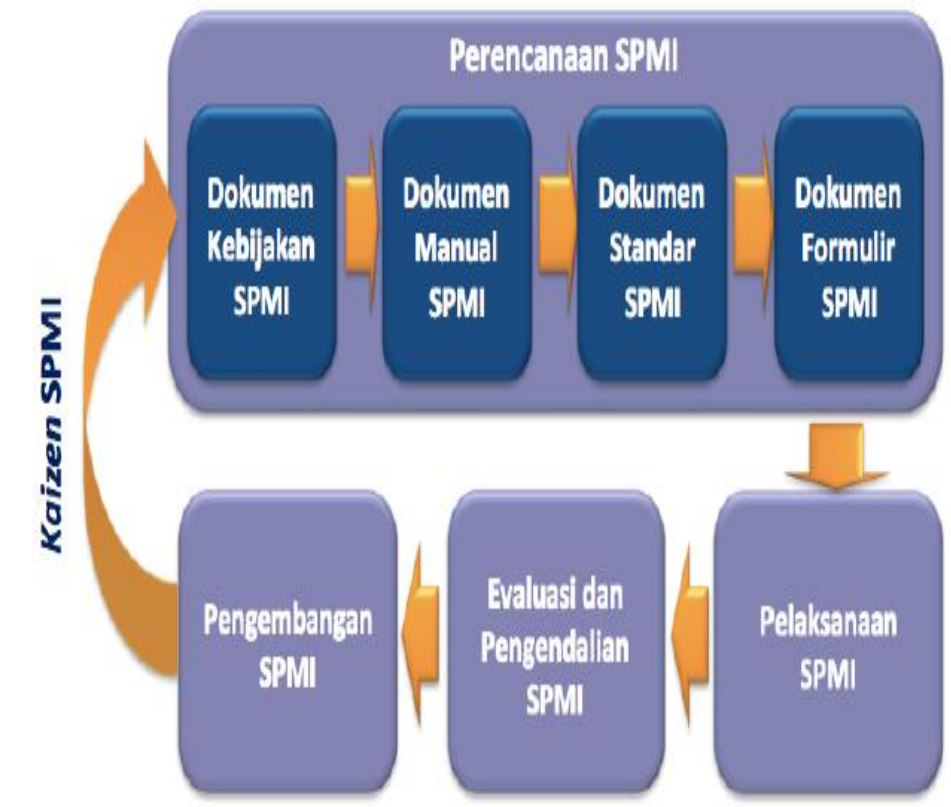 Perencanaan SPMI
Dokumen
Kebijakan
SPMI
Dokumen
Manual
SPMI
Dokumen
Standar
SPMI
Dokumen
Formulir
SPMI
Kaizen SPMI
Pengembangan
SPMI
Evaluasi dan
Pengendalian
SPMI
Pelaksanaan
SPMI